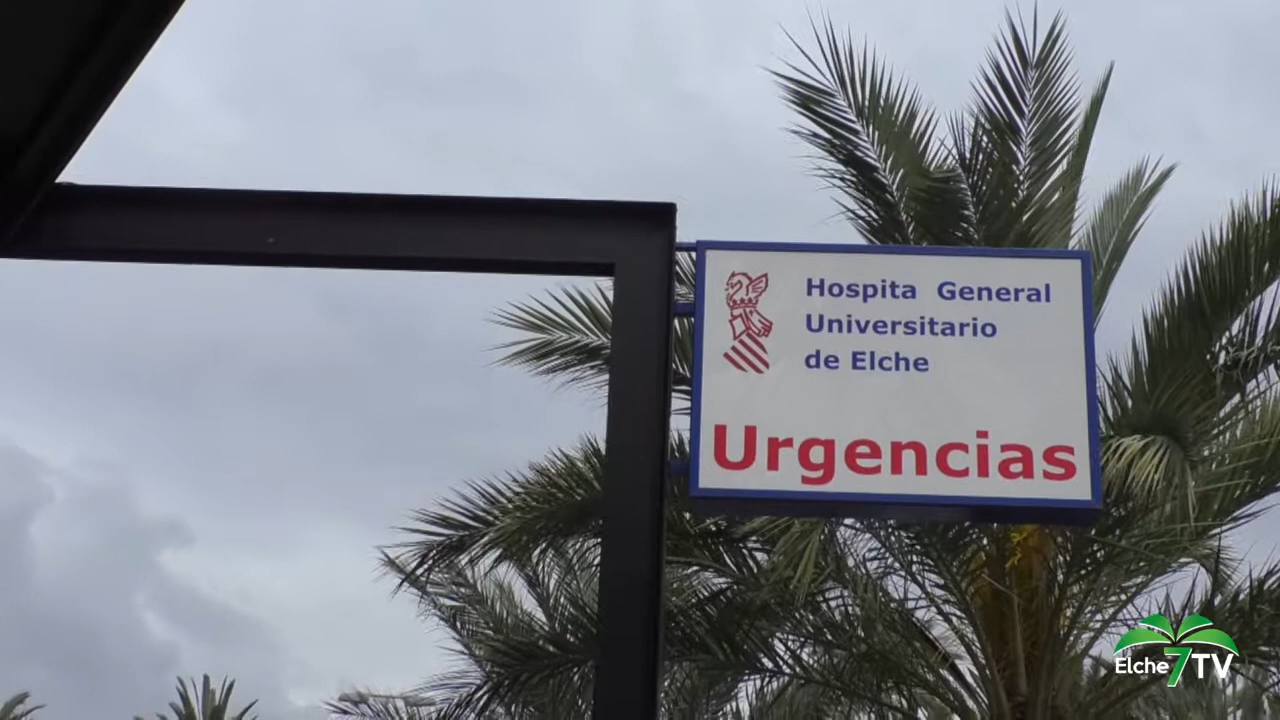 Hospita General
Universitario
de Elche
Urgencias
Elche 7 TV